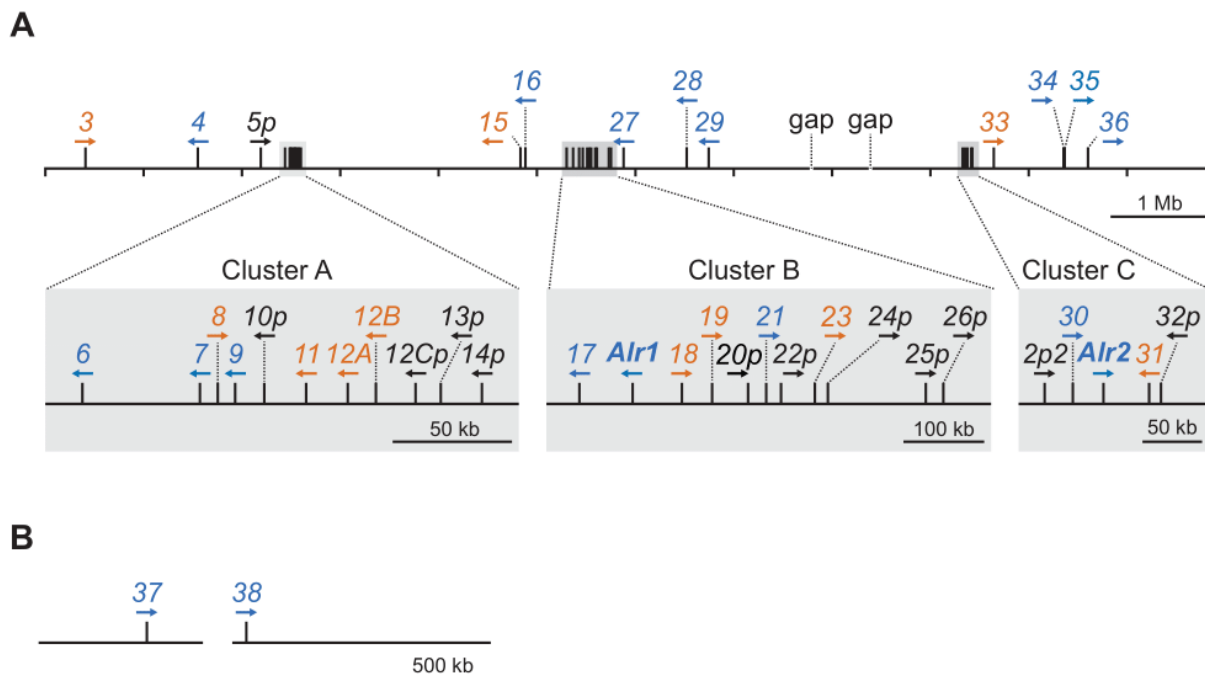 A
16 28 34 35
3 4 5p 15 27 29 gap gap 33 36
1 Mb
Cluster A Cluster B Cluster C
8 10p 12B 13p 19 21 23 24p 26p 30 32p
6 7 9 11 12A 12Cp 14p 17 Alr1 18 20p 22p 25p 2p2 Alr2 31
50 kb 100 kb 50 kb
B
37 38
500 kb